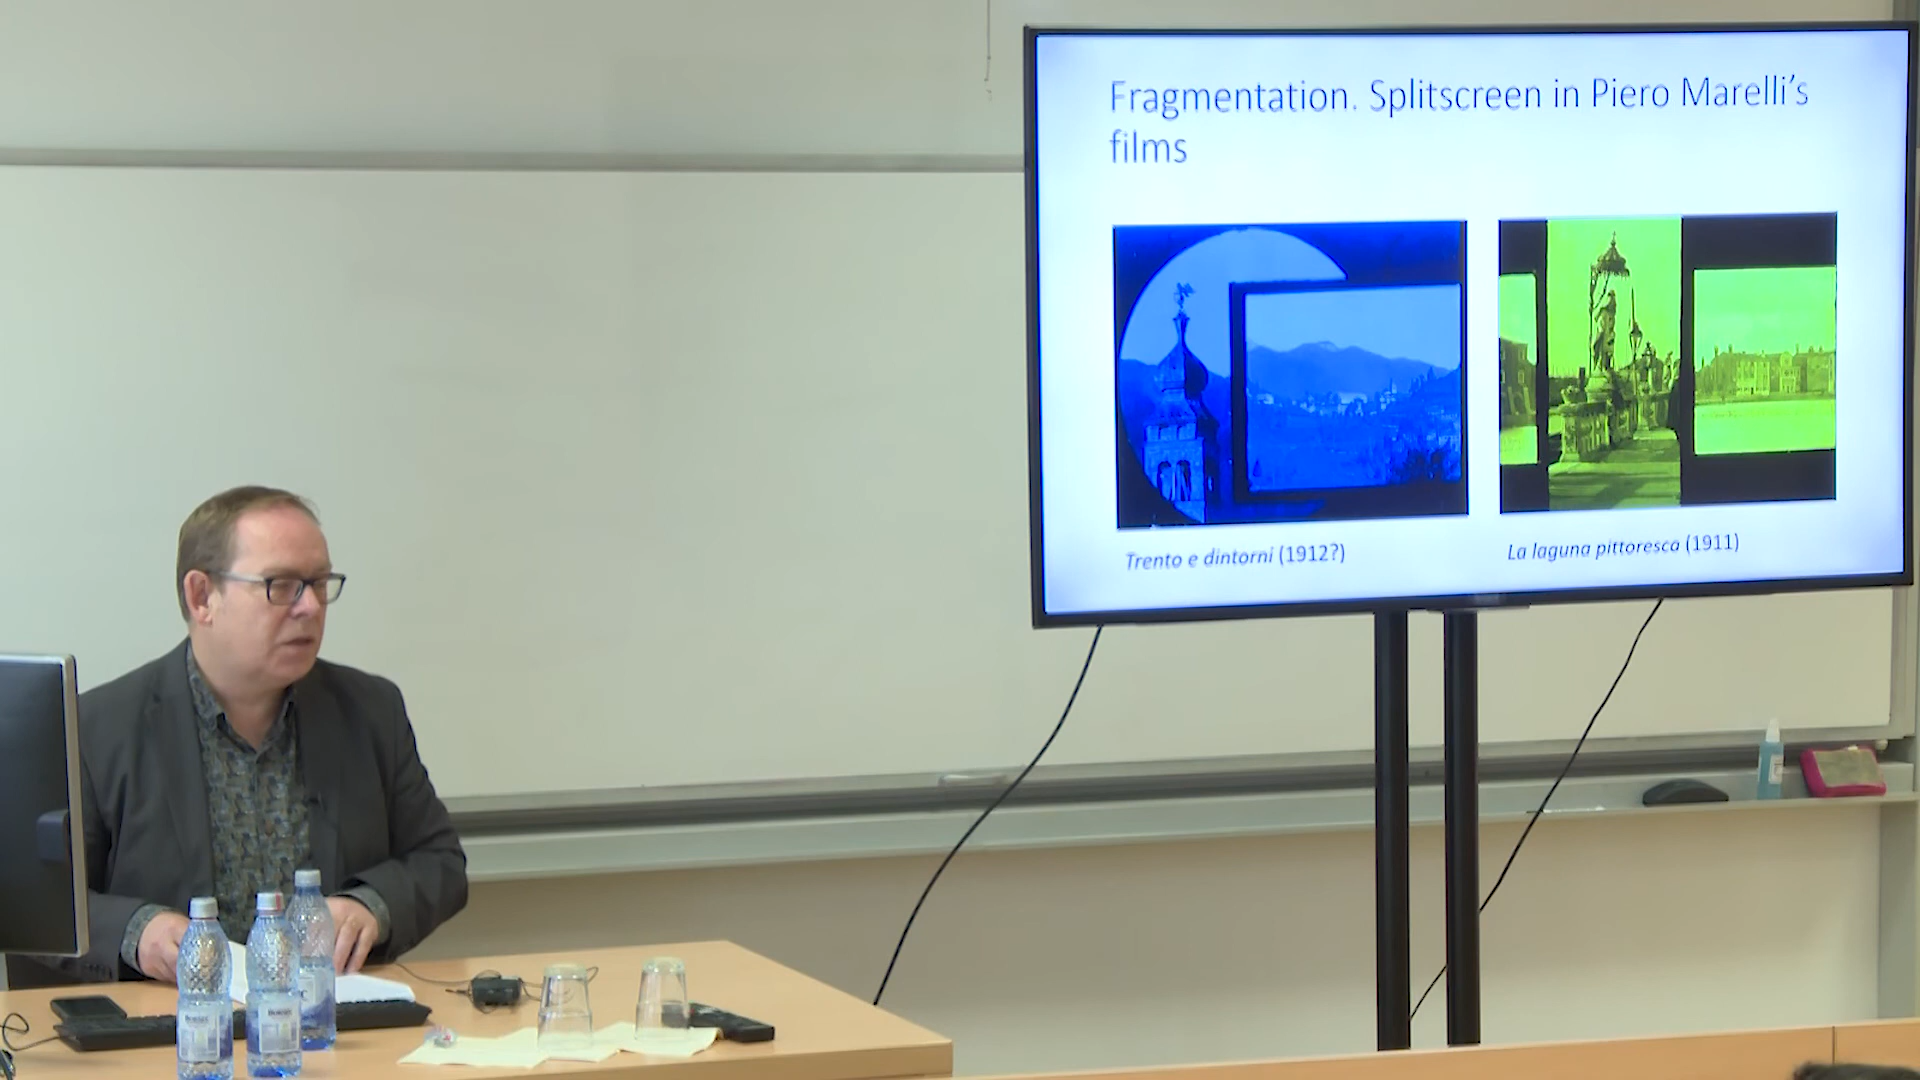 Fragmentation. Splitscreen in Piero Marelli's
films
Trento e dintorni (1912?)
La laguna pittoresca (1911)